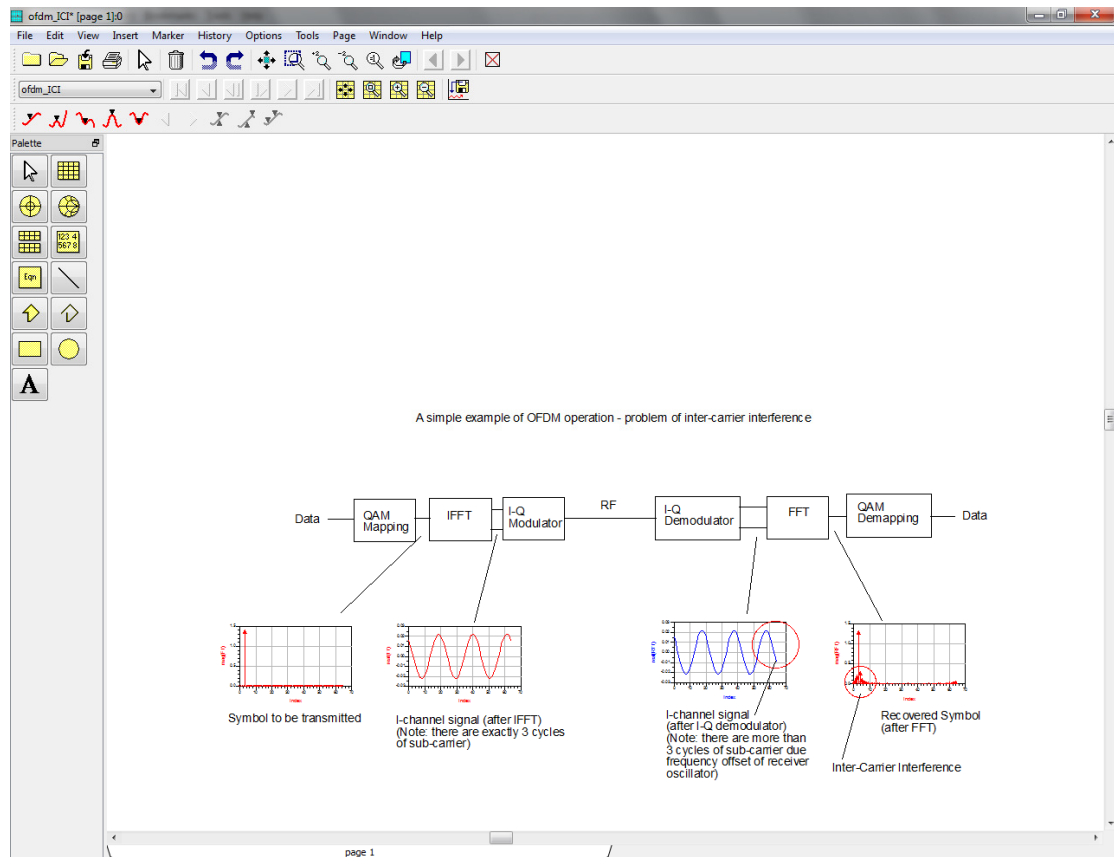 ofdm_ICI* [page 1]:0
File Edit View Insert Marker History Options Tools Page Window Help
ofdm_ICI
Palette
123 4
567 8
Eqn
A
A simple example of OFDM operation - problem of inter-carrier interference
Data
QAM
Mapping
IFFT
I-Q
Modulator
RF
I-Q
Demodulator
FFT
QAM
Demapping
Data
Symbol to be transmitted
I-channel signal (after IFFT)
(Note: there are exactly 3 cycles
of sub-carrier)
I-channel signal
(after I-Q demodulator)
(Note: there are more than
3 cycles of sub-carrier due
frequency offset of receiver
oscillator)
Recovered Symbol
(after FFT)
Inter-Carrier Interference
page 1